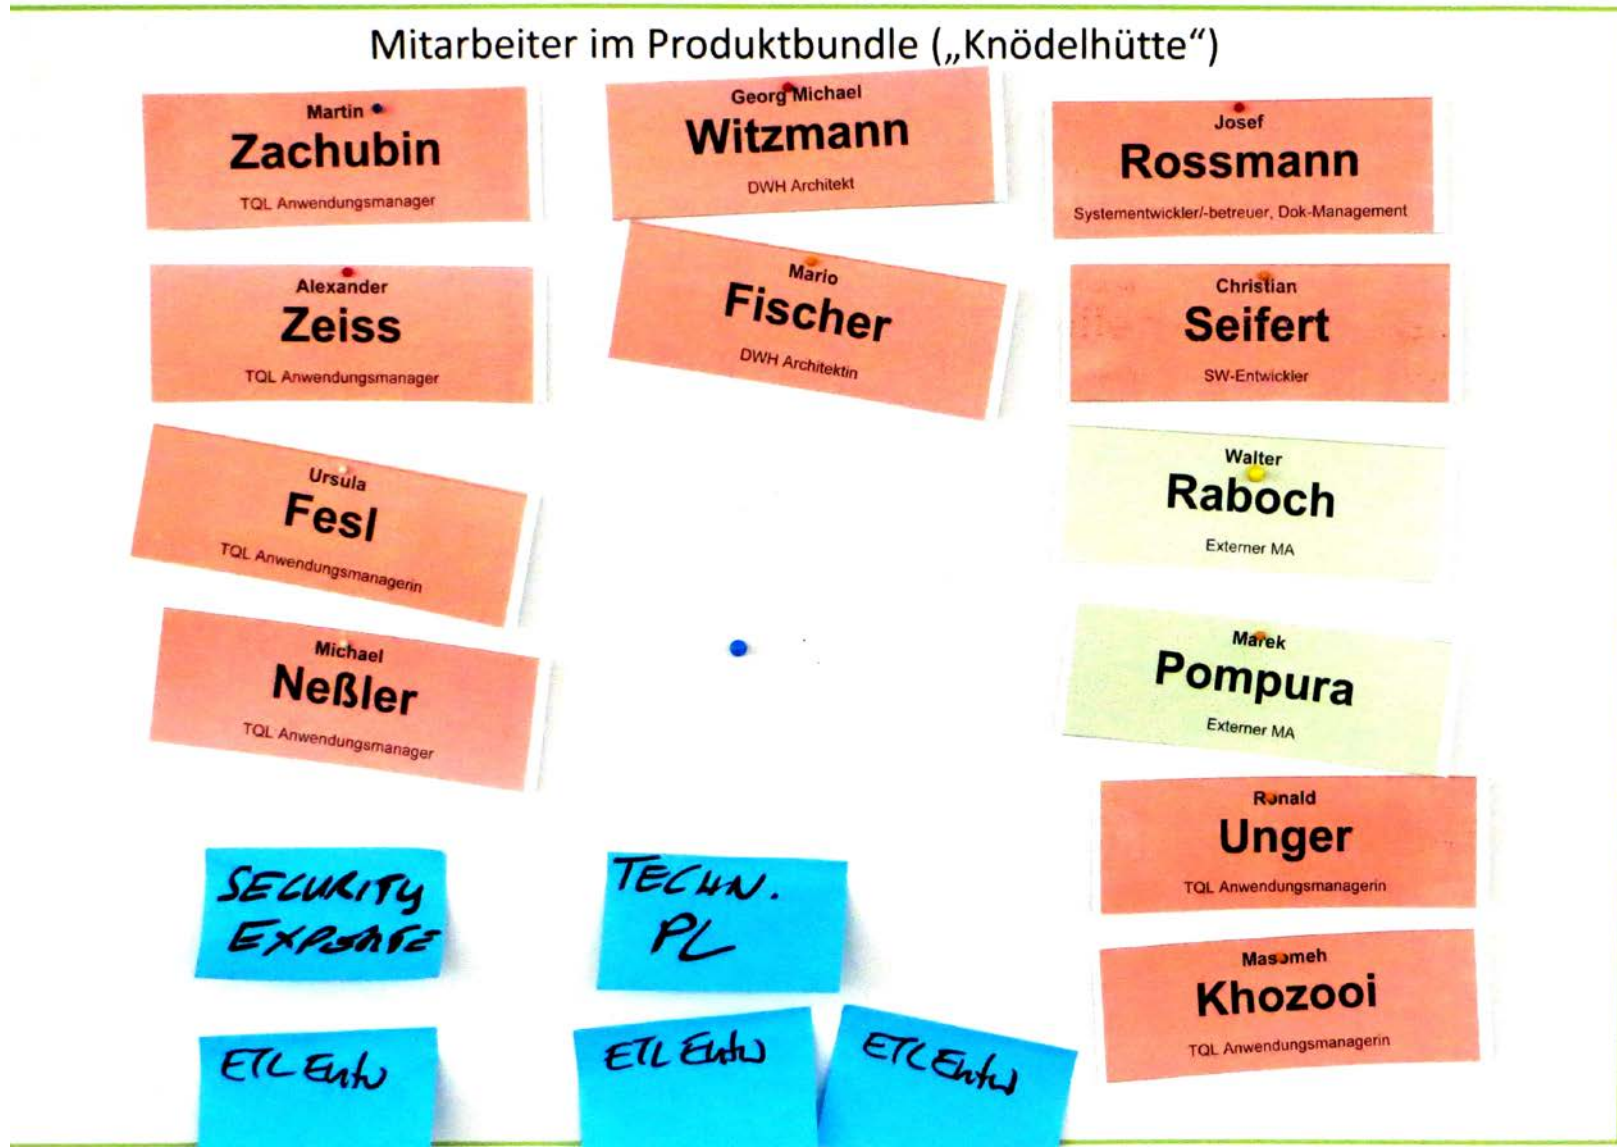 Mitarbeiter im Produktbundle („Knödelhütte“)
Martin
Zachubin
TQL Anwendungsmanager
Alexander
Zeiss
TQL Anwendungsmanager
Ursula
Fesl
TQL Anwendungsmanagerin
Michael
Neßler
TQL Anwendungsmanager
SECURITY
EXPERTE
ETL Entw
Georg Michael
Witzmann
DWH Architekt
Mario
Fischer
DWH Architektin
TECHN.
PL
ETL Entw
ETL Entw
Josef
Rossmann
Systementwickler/-betreuer, Dok-Management
Christian
Seifert
SW-Entwickler
Walter
Raboch
Externer MA
Marek
Pompura
Externer MA
Ronald
Unger
TQL Anwendungsmanagerin
Masomeh
Khozooi
TQL Anwendungsmanagerin